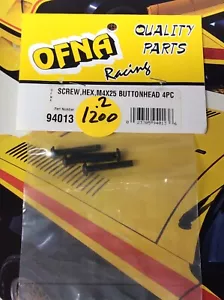 OFNA
Racing
QUALITY
PARTS
SCREW,HEX,M4X25 BUTTONHEAD 4PC
Part Number
94013
.2
1200